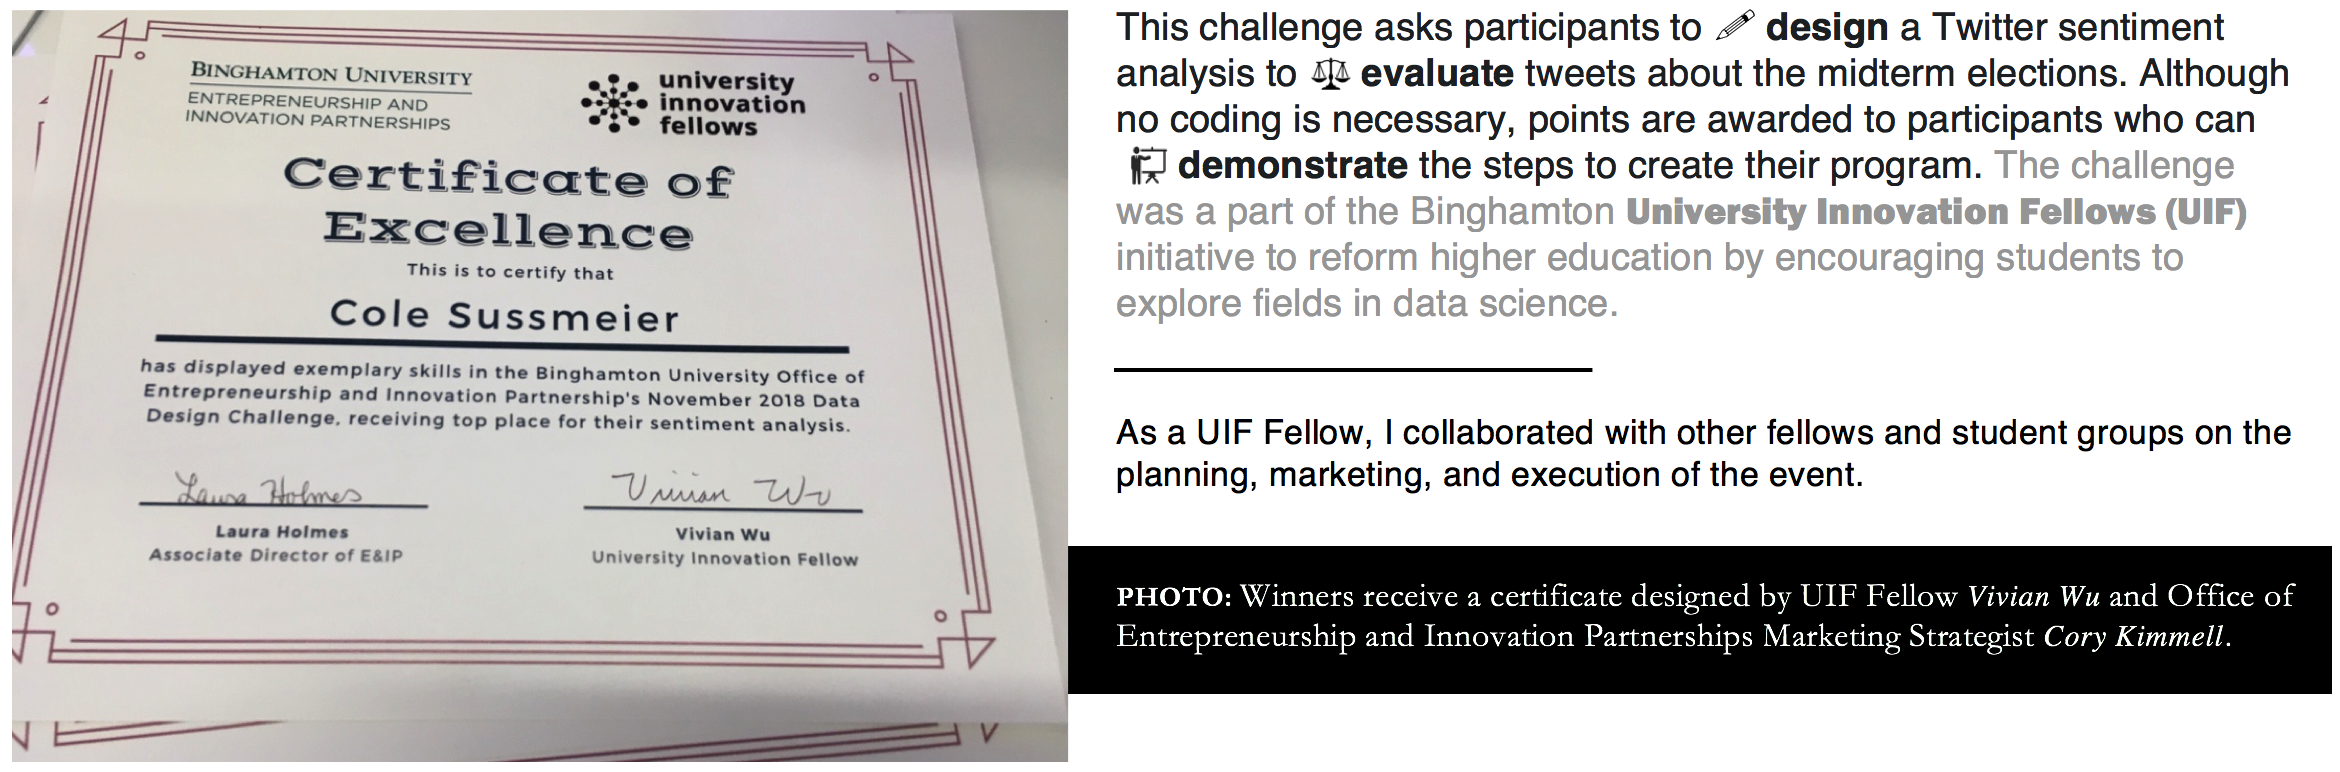 BINGHAMTON UNIVERSITY
ENTREPRENEURSHIP AND
INNOVATION PARTNERSHIPS
university
innovation
fellows
Certificate of
Excellence
This is to certify that
Cole Sussmeier
has displayed exemplary skills in the Binghamton University Office of
Entrepreneurship and Innovation Partnership's November 2018 Data
Design Challenge, receiving top place for their sentiment analysis.
Laura Holmes
Laura Holmes
Associate Director of E&IP
Vivian Wu
Vivian Wu
University Innovation Fellow
This challenge asks participants to design a Twitter sentiment
analysis to evaluate tweets about the midterm elections. Although
no coding is necessary, points are awarded to participants who can
demonstrate the steps to create their program. The challenge
was a part of the Binghamton University Innovation Fellows (UIF)
initiative to reform higher education by encouraging students to
explore fields in data science.
As a UIF Fellow, I collaborated with other fellows and student groups on the
planning, marketing, and execution of the event.
PHOTO: Winners receive a certificate designed by UIF Fellow Vivian Wu and Office of
Entrepreneurship and Innovation Partnerships Marketing Strategist Cory Kimmell.